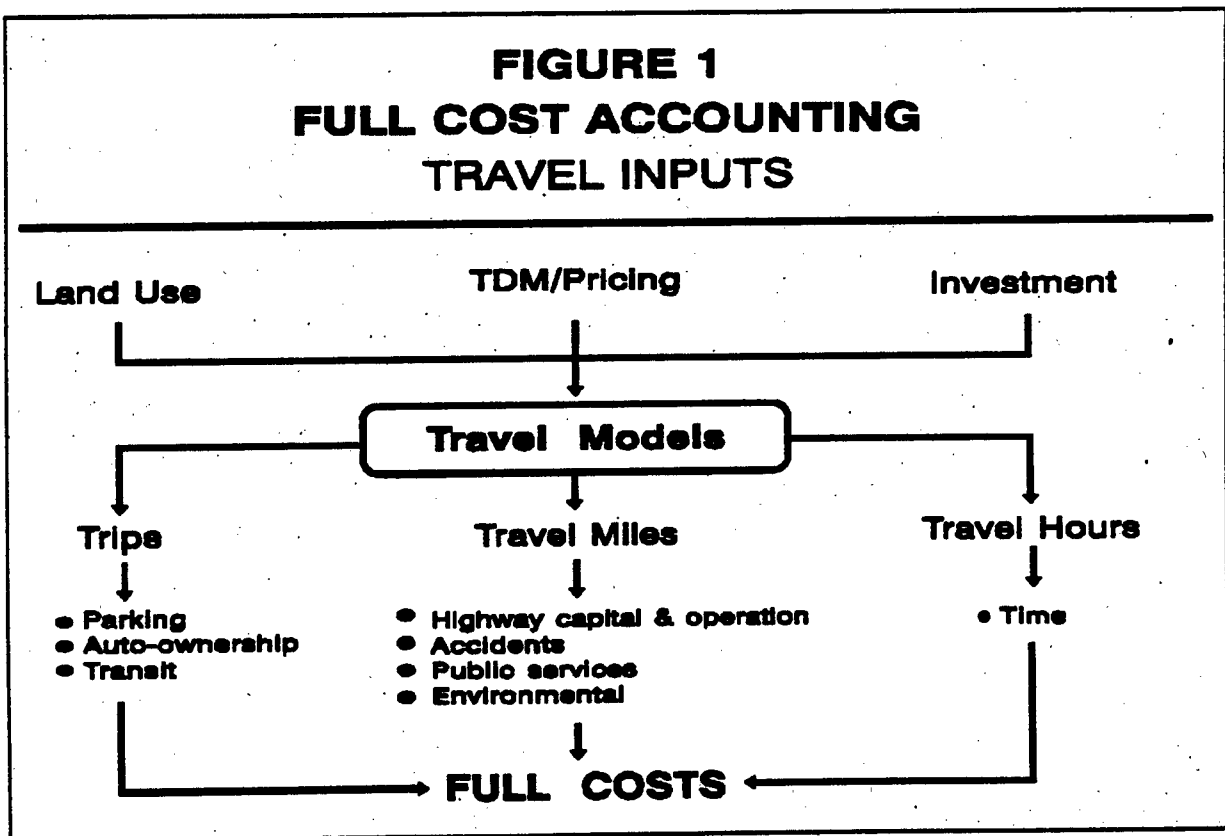 FIGURE 1
FULL COST ACCOUNTING
TRAVEL INPUTS
Land Use
TDM/Pricing
Investment
Travel Models
Trips
Travel Miles
Travel Hours
● Parking
● Auto-ownership
● Transit
● Highway capital & operation
● Accidents
● Public services
● Environmental
● Time
FULL COSTS